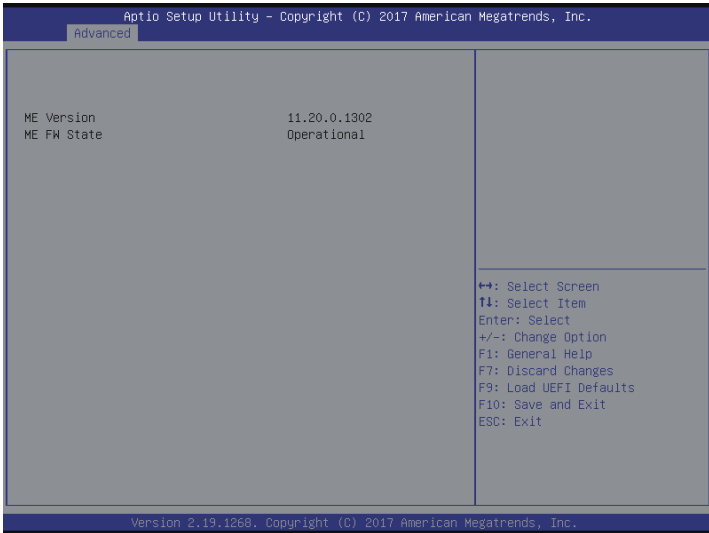 Aptio Setup Utility – Copyright (C) 2017 American Megatrends, Inc.
Advanced
ME Version 11.20.0.1302
ME FW State Operational
↔: Select Screen
↑↓: Select Item
Enter: Select
+/-: Change Option
F1: General Help
F7: Discard Changes
F9: Load UEFI Defaults
F10: Save and Exit
ESC: Exit
Version 2.19.1268. Copyright (C) 2017 American Megatrends, Inc.